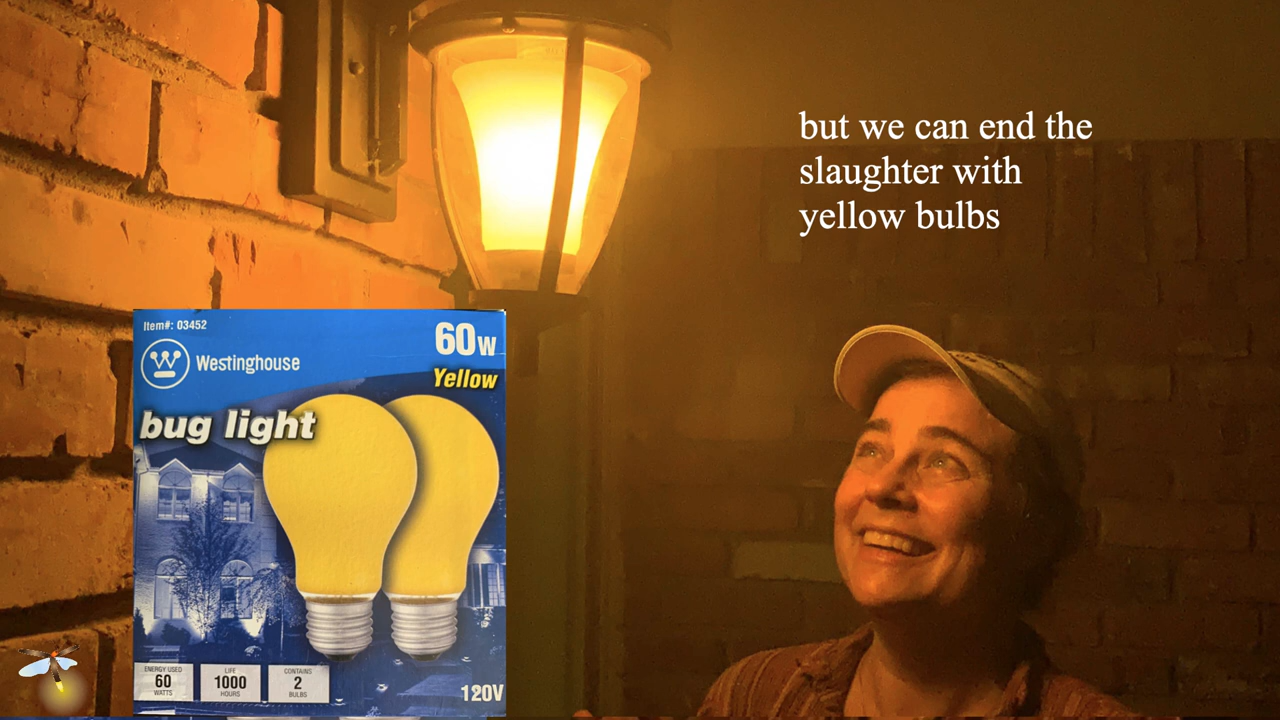 but we can end the
slaughter with
yellow bulbs
Item#: 03452
60W
Westinghouse
Yellow
bug light
ENERGY USED
60
WATTS
LIFE
1000
HOURS
CONTAINS
2
BULBS
120V